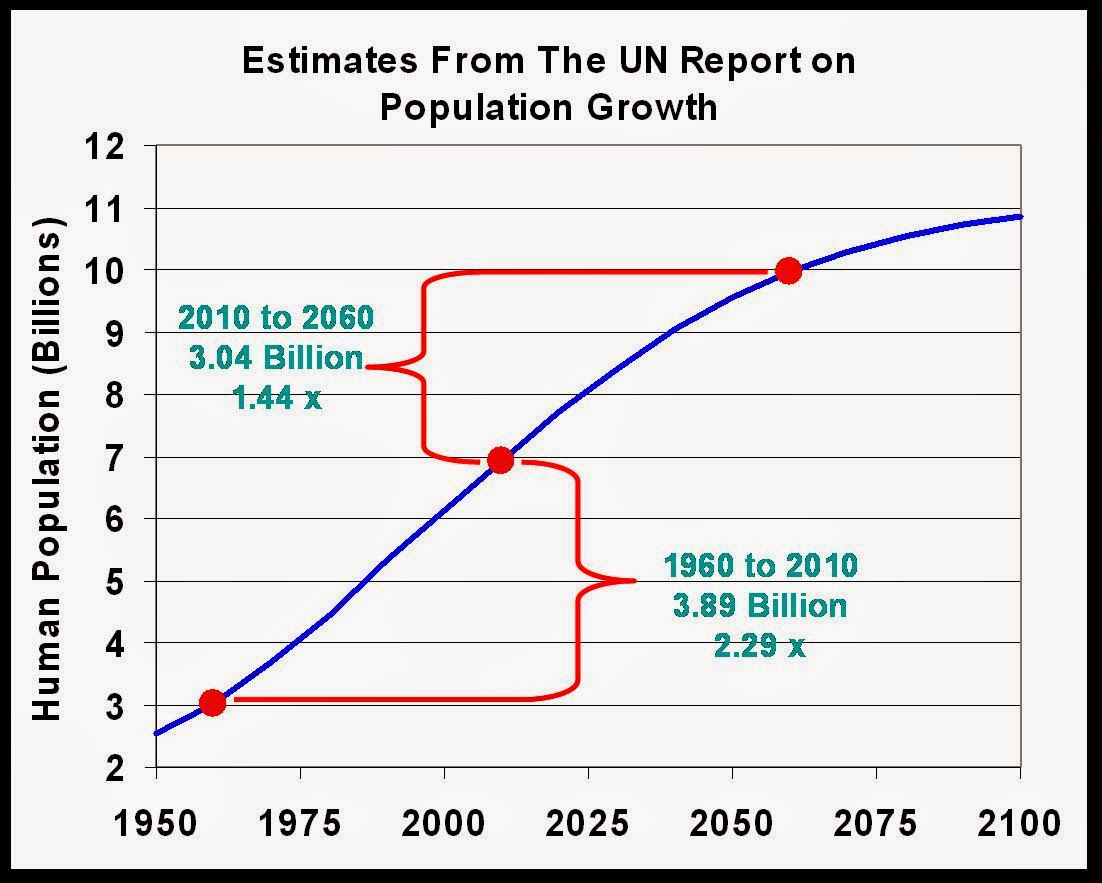 Estimates From The UN Report on
Population Growth
Human Population (Billions)
12
11
10
9
8
7
6
5
4
3
2
2010 to 2060
3.04 Billion
1.44 x
1960 to 2010
3.89 Billion
2.29 x
1950 1975 2000 2025 2050 2075 2100